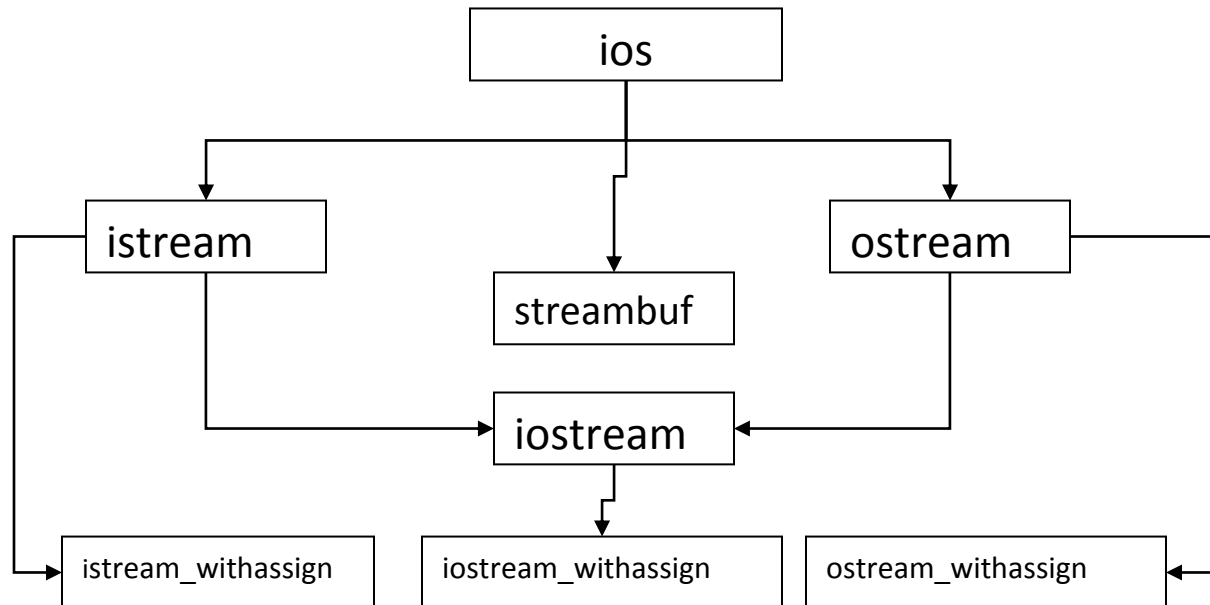 ios
istream
ostream
streambuf
iostream
istream_withassign
iostream_withassign
ostream_withassign